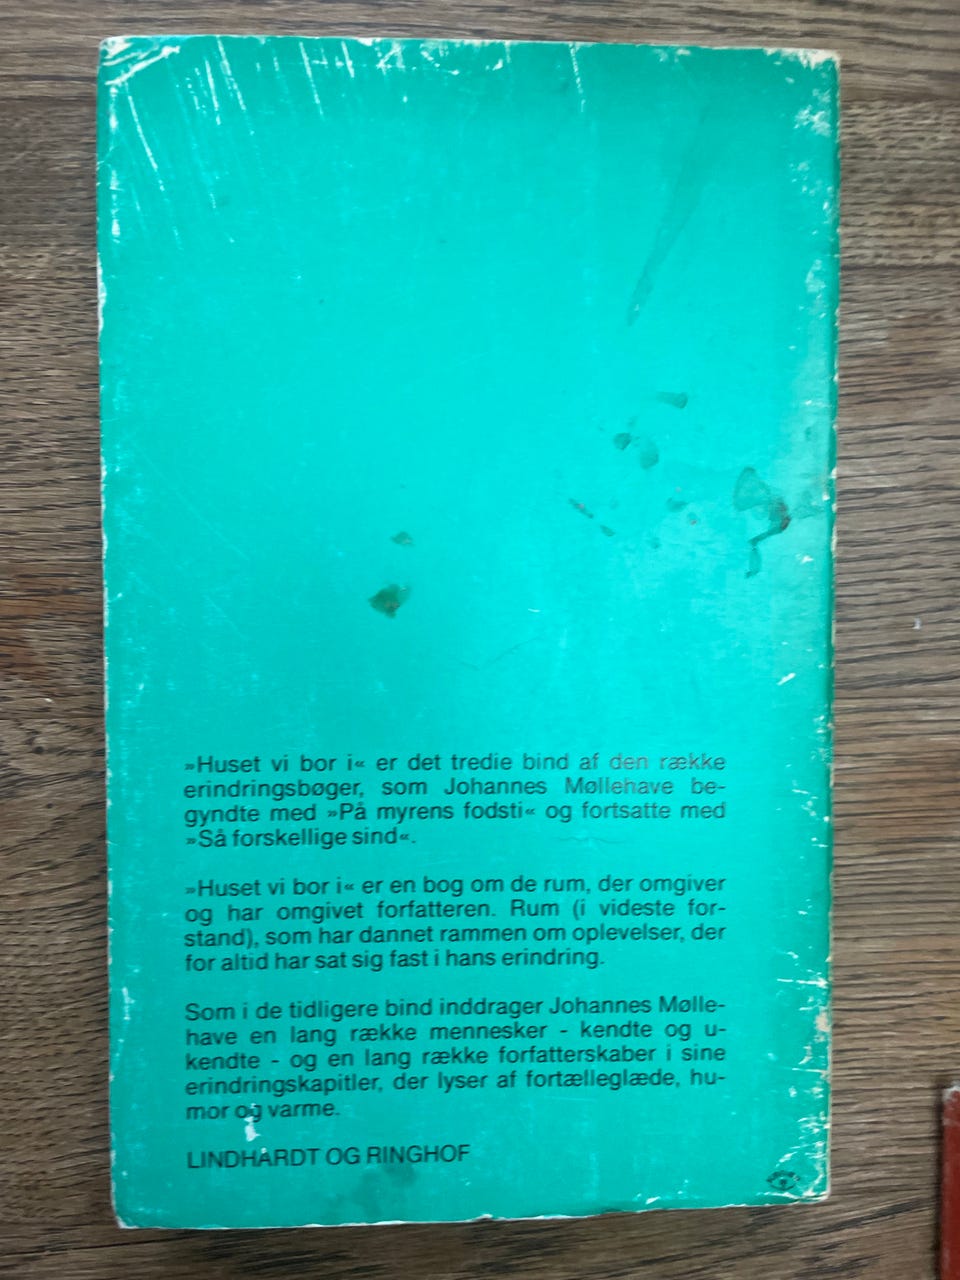 »Huset vi bor i« er det tredie bind af den række
erindringsbøger, som Johannes Møllehave be-
gyndte med »På myrens fodsti« og fortsatte med
»Så forskellige sind«.
»Huset vi bor i« er en bog om de rum, der omgiver
og har omgivet forfatteren. Rum (i videste for-
stand), som har dannet rammen om oplevelser, der
for altid har sat sig fast i hans erindring.
Som i de tidligere bind inddrager Johannes Mølle-
have en lang række mennesker - kendte og u-
kendte - og en lang række forfatterskaber i sine
erindringskapitler, der lyser af fortælleglæde, hu-
mor og varme.
LINDHARDT OG RINGHOF